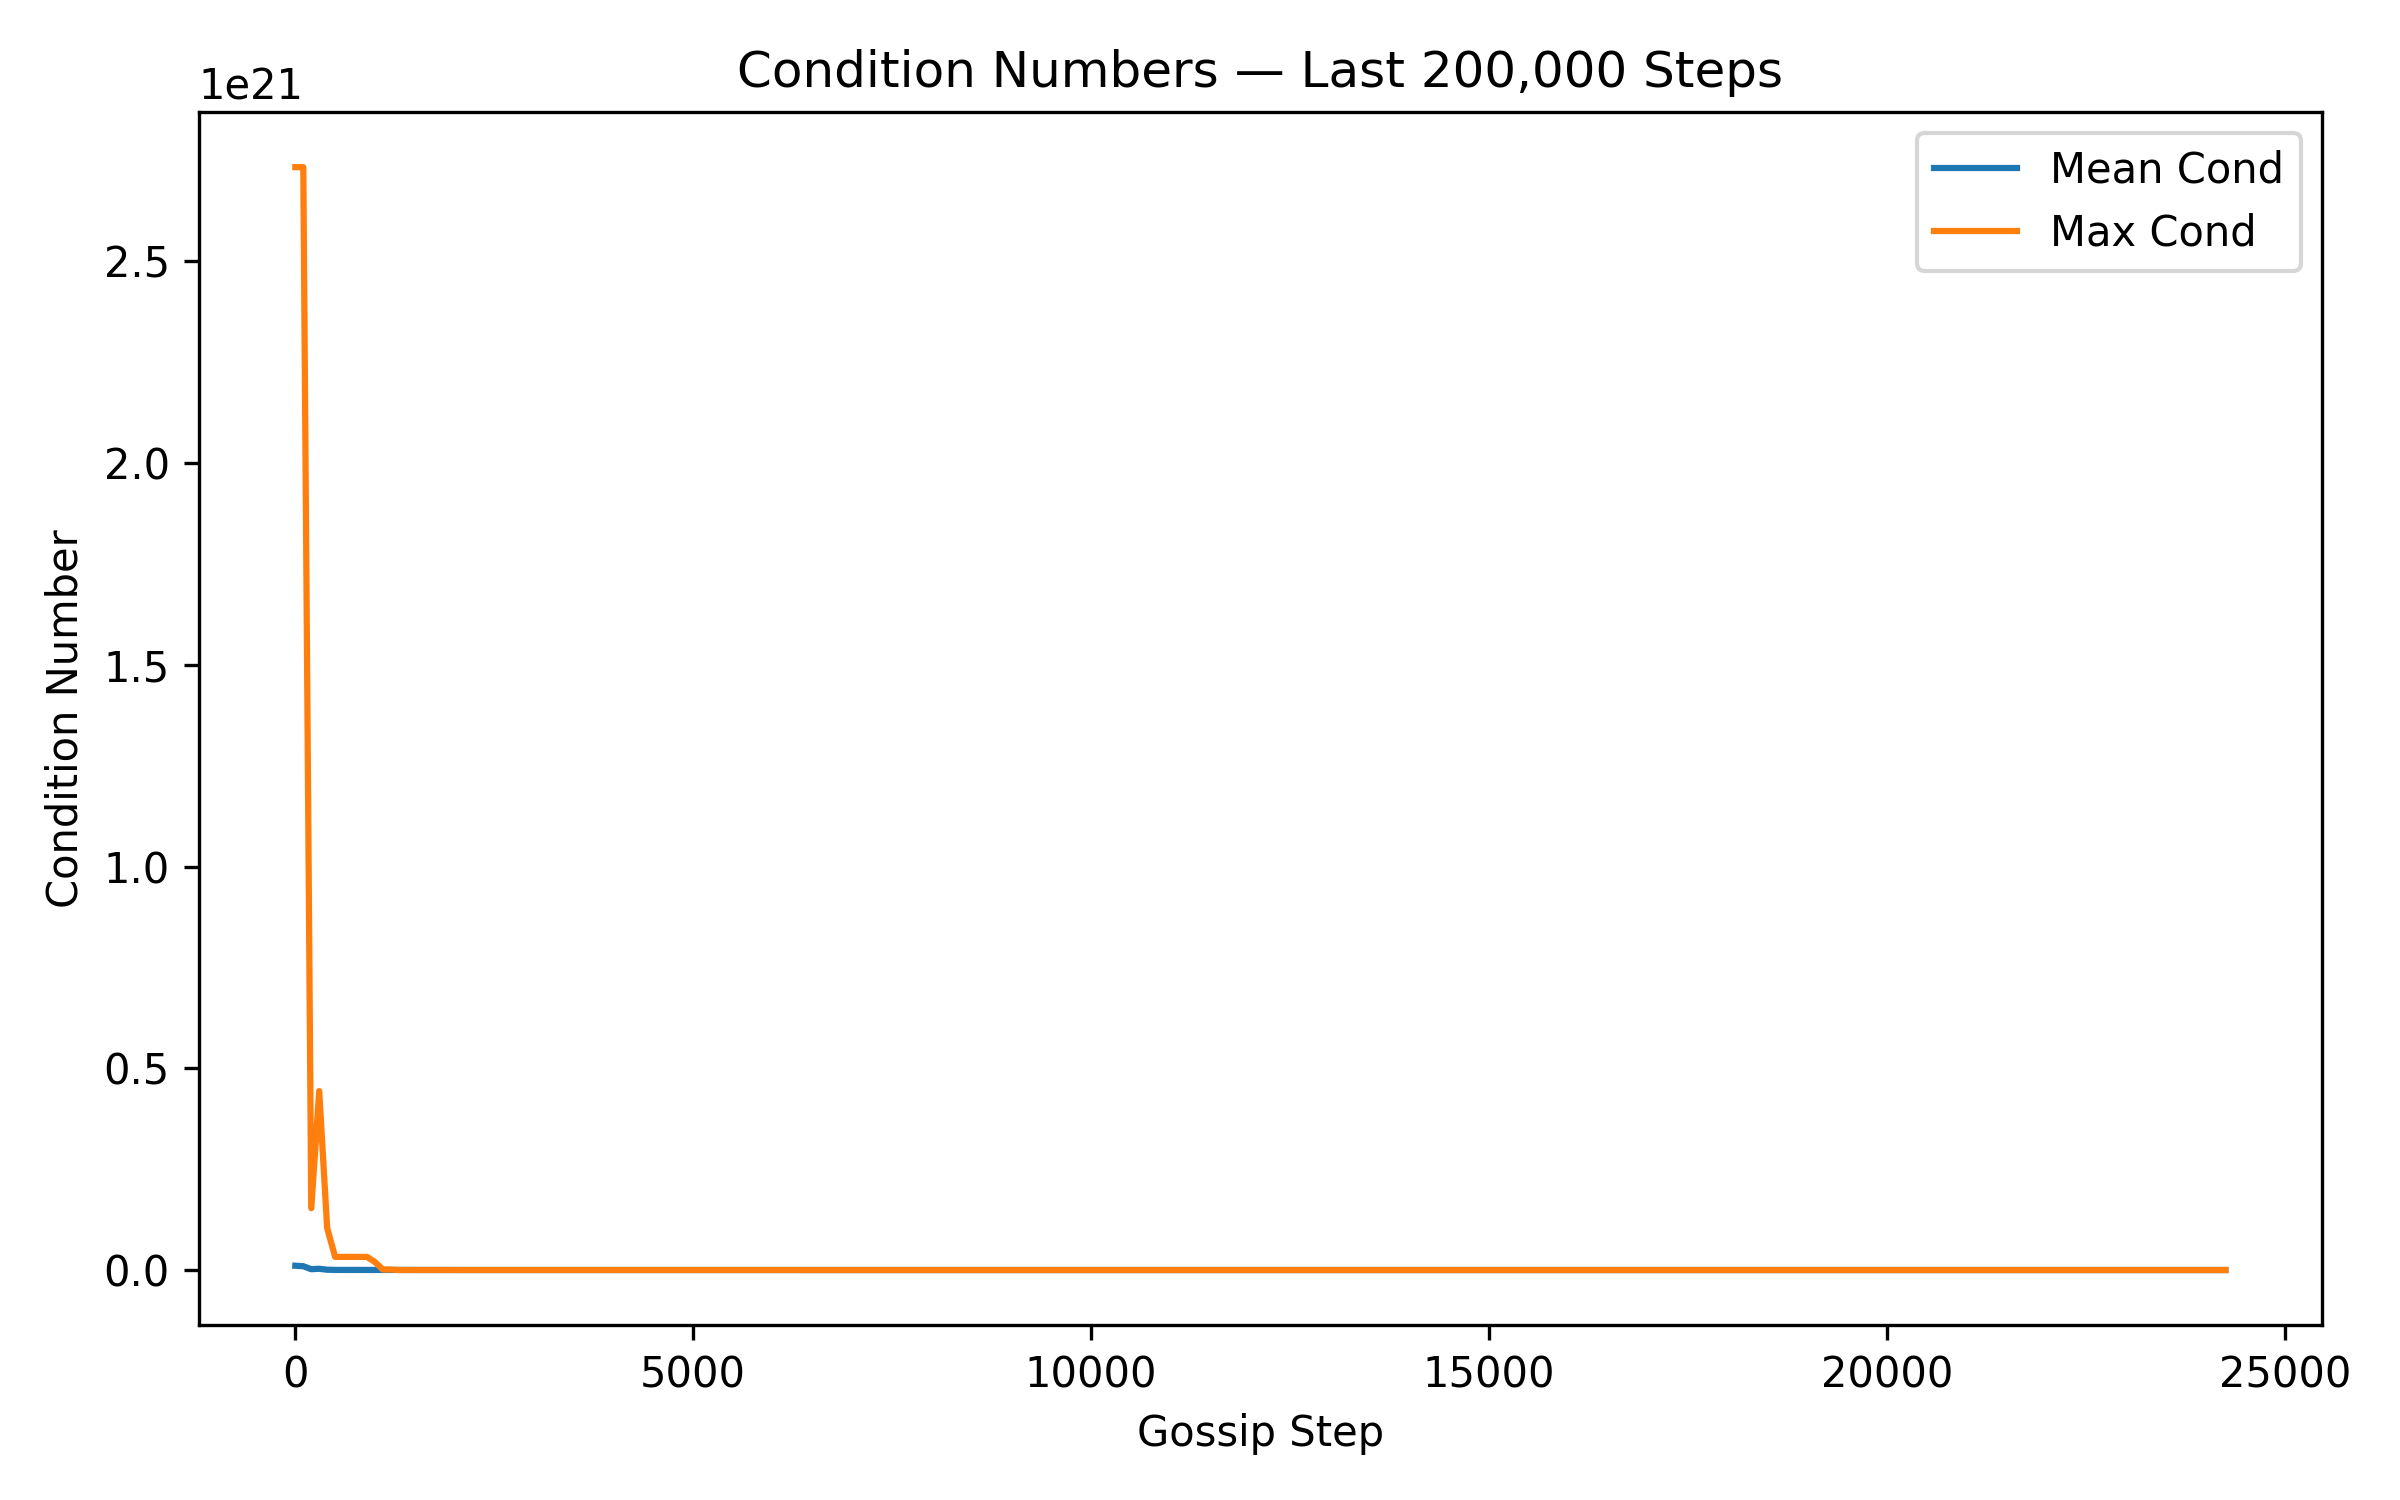 Condition Numbers — Last 200,000 Steps
1e21
Mean Cond
Max Cond
2.5
2.0
1.5
1.0
0.5
0.0
Condition Number
0 5000 10000 15000 20000 25000
Gossip Step